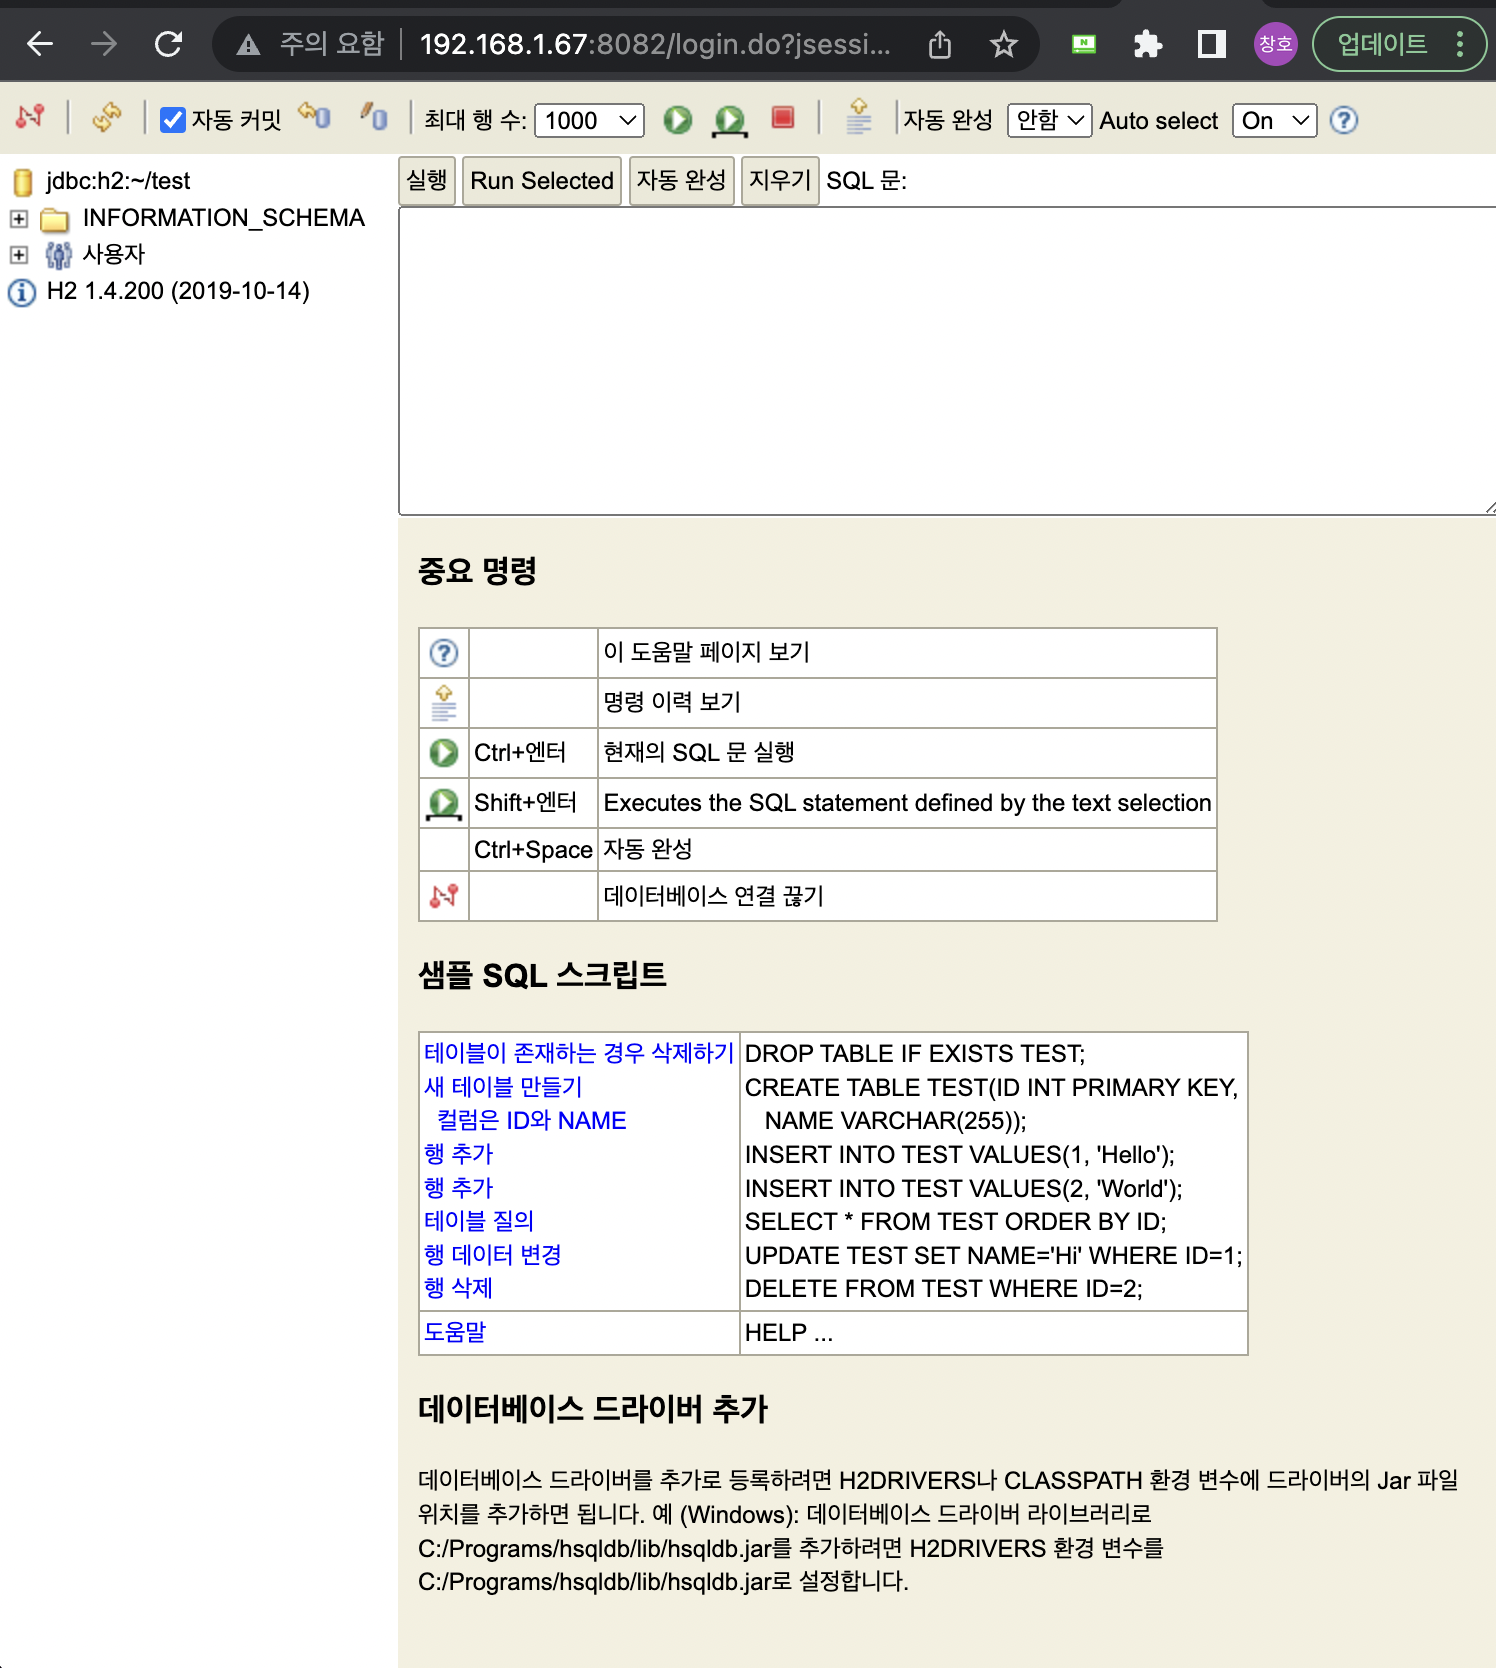 주의 요함 192.168.1.67:8082/login.do?jsessi... 창호 업데이트
자동 커밋 최대 행 수: 1000 자동 완성 안함 Auto select On
jdbc:h2:~/test
INFORMATION_SCHEMA
사용자
H2 1.4.200 (2019-10-14)
실행 Run Selected 자동 완성 지우기 SQL 문:
중요 명령
이 도움말 페이지 보기
명령 이력 보기
Ctrl+엔터 현재의 SQL 문 실행
Shift+엔터 Executes the SQL statement defined by the text selection
Ctrl+Space 자동 완성
데이터베이스 연결 끊기
샘플 SQL 스크립트
테이블이 존재하는 경우 삭제하기 DROP TABLE IF EXISTS TEST;
새 테이블 만들기 CREATE TABLE TEST(ID INT PRIMARY KEY,
컬럼은 ID와 NAME NAME VARCHAR(255));
행 추가 INSERT INTO TEST VALUES(1, 'Hello');
행 추가 INSERT INTO TEST VALUES(2, 'World');
테이블 질의 SELECT * FROM TEST ORDER BY ID;
행 데이터 변경 UPDATE TEST SET NAME='Hi' WHERE ID=1;
행 삭제 DELETE FROM TEST WHERE ID=2;
도움말 HELP ...
데이터베이스 드라이버 추가
데이터베이스 드라이버를 추가로 등록하려면 H2DRIVERS나 CLASSPATH 환경 변수에 드라이버의 Jar 파일
위치를 추가하면 됩니다. 예 (Windows): 데이터베이스 드라이버 라이브러리로
C:/Programs/hsqldb/lib/hsqldb.jar를 추가하려면 H2DRIVERS 환경 변수를
C:/Programs/hsqldb/lib/hsqldb.jar로 설정합니다.